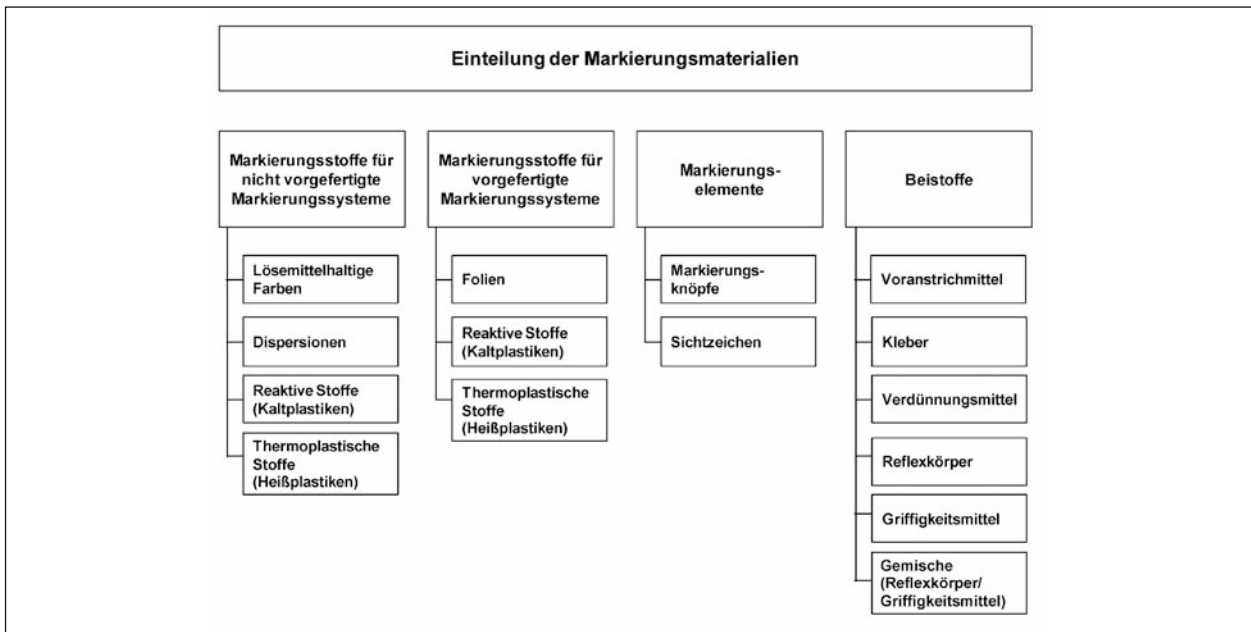 Einteilung der Markierungsmaterialien
Markierungsstoffe für
nicht vorgefertigte
Markierungssysteme
Lösemittelhaltige
Farben
Dispersionen
Reaktive Stoffe
(Kaltplastiken)
Thermoplastische
Stoffe
(Heißplastiken)
Markierungsstoffe für
vorgefertigte
Markierungssysteme
Folien
Reaktive Stoffe
(Kaltplastiken)
Thermoplastische
Stoffe
(Heißplastiken)
Markierungs-
elemente
Markierungs-
knöpfe
Sichtzeichen
Beistoffe
Voranstrichmittel
Kleber
Verdünnungsmittel
Reflexkörper
Griffigkeitsmittel
Gemische
(Reflexkörper/
Griffigkeitsmittel)